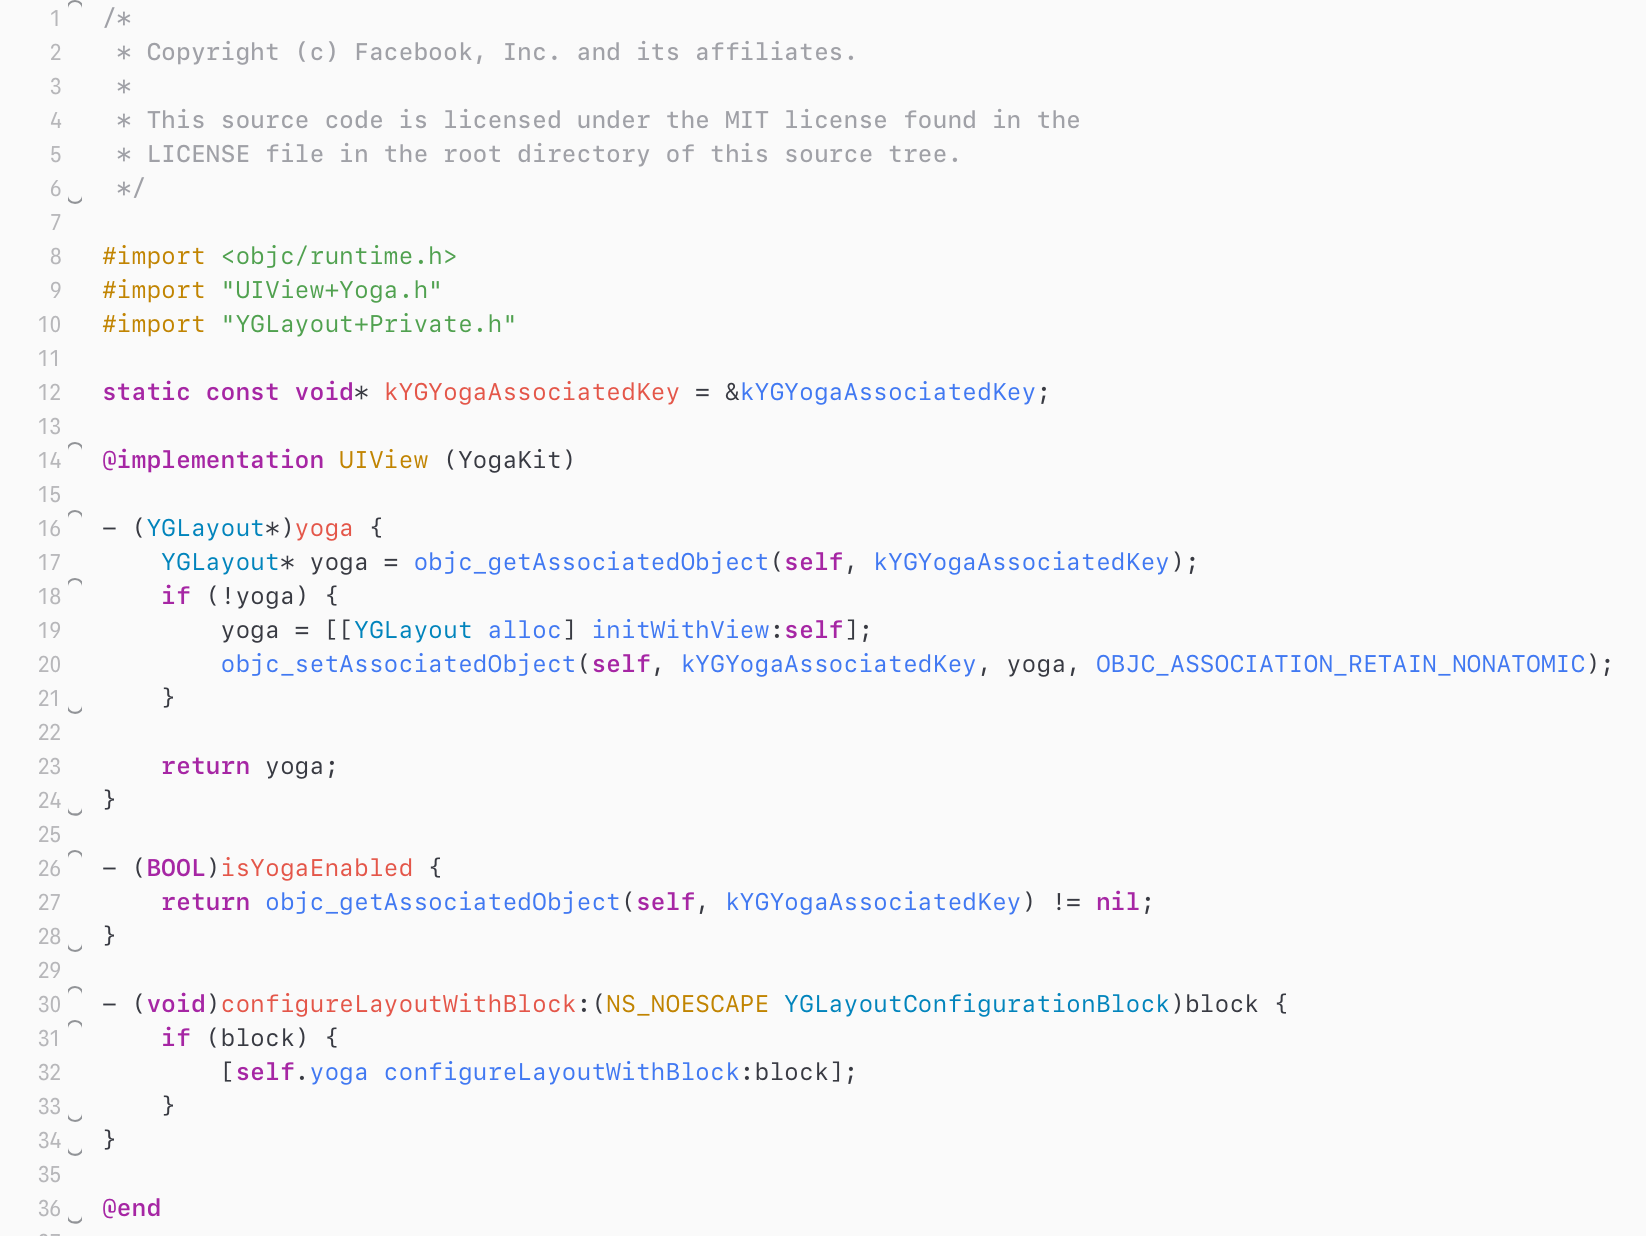 1 /*
2  * Copyright (c) Facebook, Inc. and its affiliates.
3  *
4  * This source code is licensed under the MIT license found in the
5  * LICENSE file in the root directory of this source tree.
6  */
7
8 #import <objc/runtime.h>
9 #import "UIView+Yoga.h"
10 #import "YGLayout+Private.h"
11
12 static const void* kYGYogaAssociatedKey = &kYGYogaAssociatedKey;
13
14 @implementation UIView (YogaKit)
15
16 - (YGLayout*)yoga {
17     YGLayout* yoga = objc_getAssociatedObject(self, kYGYogaAssociatedKey);
18     if (!yoga) {
19         yoga = [[YGLayout alloc] initWithView:self];
20         objc_setAssociatedObject(self, kYGYogaAssociatedKey, yoga, OBJC_ASSOCIATION_RETAIN_NONATOMIC);
21     }
22
23     return yoga;
24 }
25
26 - (BOOL)isYogaEnabled {
27     return objc_getAssociatedObject(self, kYGYogaAssociatedKey) != nil;
28 }
29
30 - (void)configureLayoutWithBlock:(NS_NOESCAPE YGLayoutConfigurationBlock)block {
31     if (block) {
32         [self.yoga configureLayoutWithBlock:block];
33     }
34 }
35
36 @end